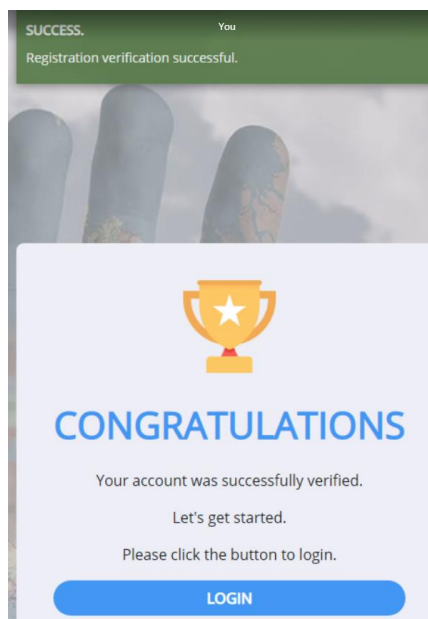 SUCCESS.
You
Registration verification successful.
CONGRATULATIONS
Your account was successfully verified.
Let's get started.
Please click the button to login.
LOGIN